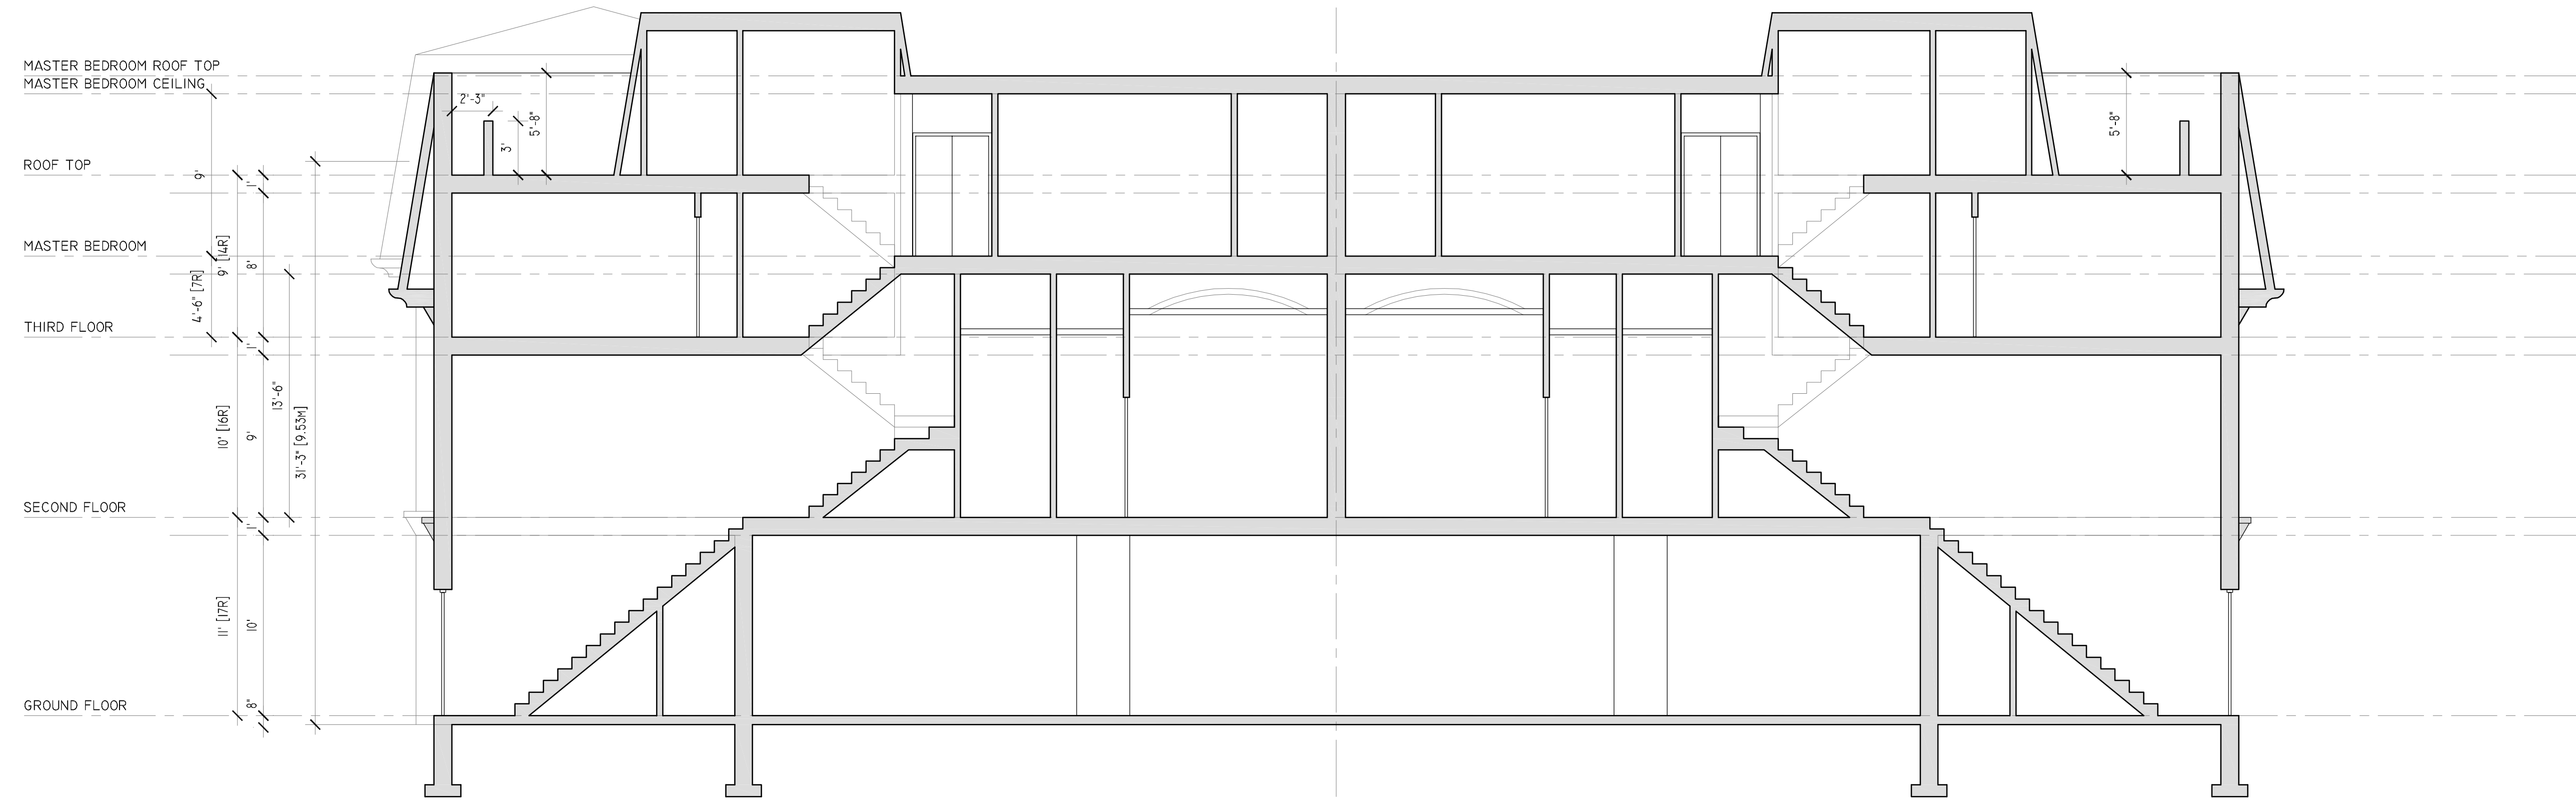 MASTER BEDROOM ROOF TOP
MASTER BEDROOM CEILING
2'-3"
5'-8"
3'
5'-8"
ROOF TOP
9'
1'
MASTER BEDROOM
9' [14R]
8'
4'-6" [7R]
THIRD FLOOR
1'
13'-6"
10' [16R]
9'
31'-3" [9.53M]
SECOND FLOOR
1'
11' [17R]
10'
GROUND FLOOR
8"